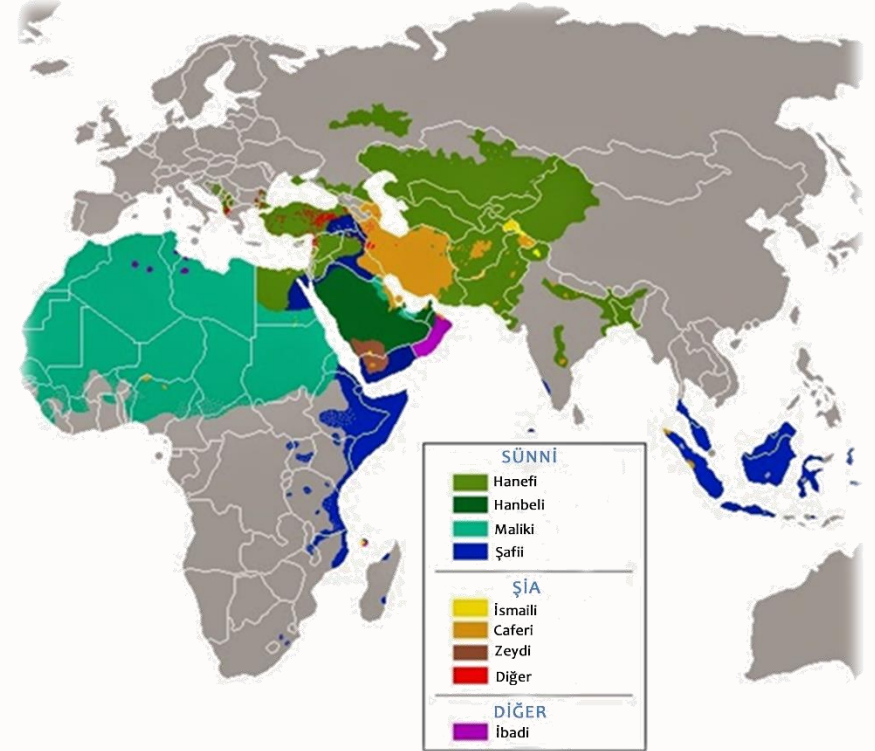 SÜNNİ
Hanefi
Hanbeli
Maliki
Şafii
ŞİA
İsmaili
Caferi
Zeydi
Diğer
DİĞER
İbadi